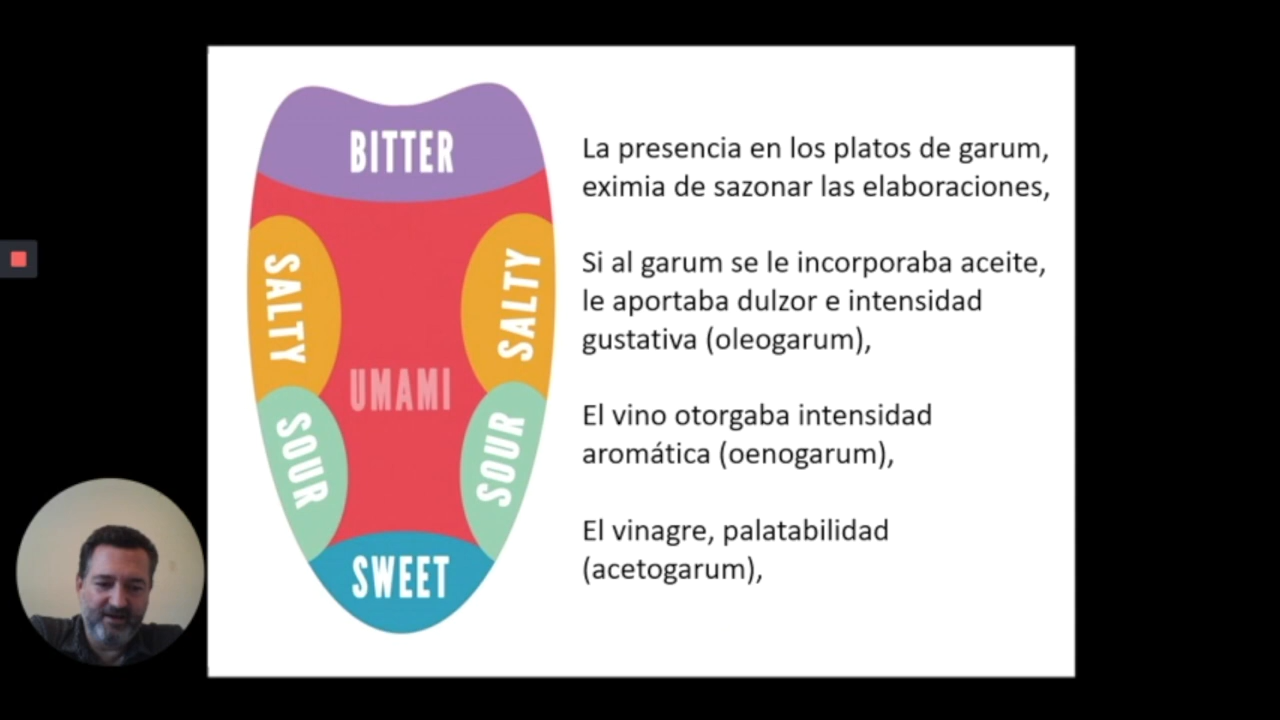 BITTER
SALTY
SALTY
UMAMI
SOUR
SOUR
SWEET
La presencia en los platos de garum,
eximia de sazonar las elaboraciones,
Si al garum se le incorporaba aceite,
le aportaba dulzor e intensidad
gustativa (oleogarum),
El vino otorgaba intensidad
aromática (oenogarum),
El vinagre, palatabilidad
(acetogarum),